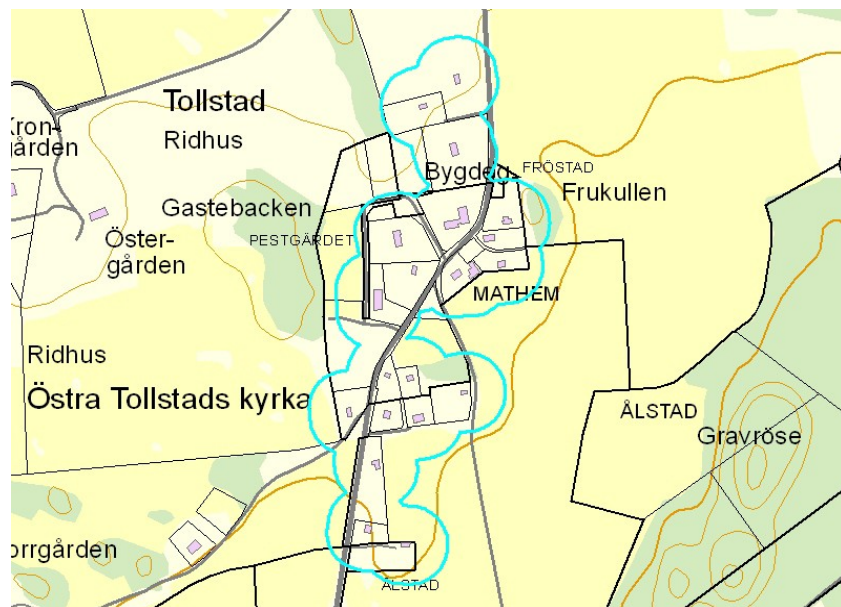 Tollstad
Ridhus
Kron-
gården
Bygdeg
FRÖSTAD
Frukullen
Gastebacken
PESTGÅRDET
Öster-
gården
MATHEM
Ridhus
Östra Tollstads kyrka
ÅLSTAD
Gravröse
orrgården
ÅLSTAD